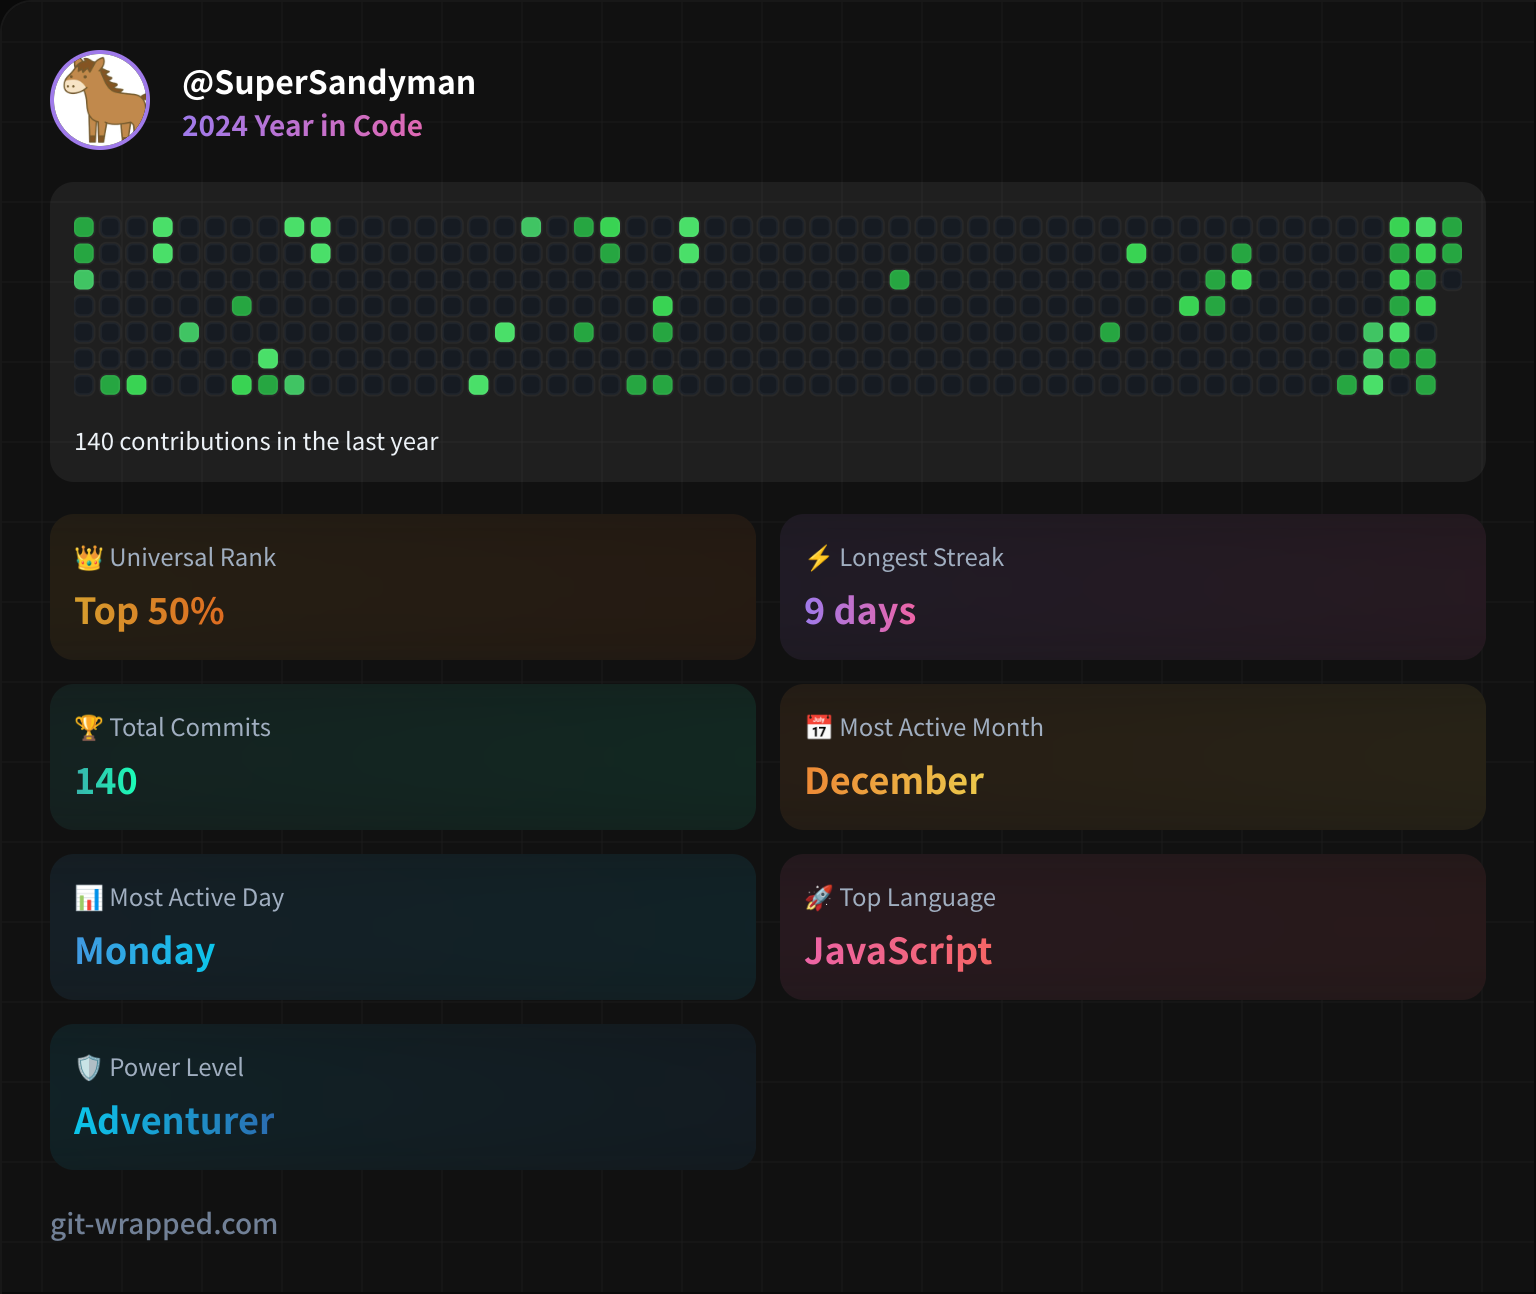 @SuperSandyman
2024 Year in Code
140 contributions in the last year
👑 Universal Rank
Top 50%
⚡ Longest Streak
9 days
🏆 Total Commits
140
📅 Most Active Month
December
📊 Most Active Day
Monday
🚀 Top Language
JavaScript
🛡️ Power Level
Adventurer
git-wrapped.com